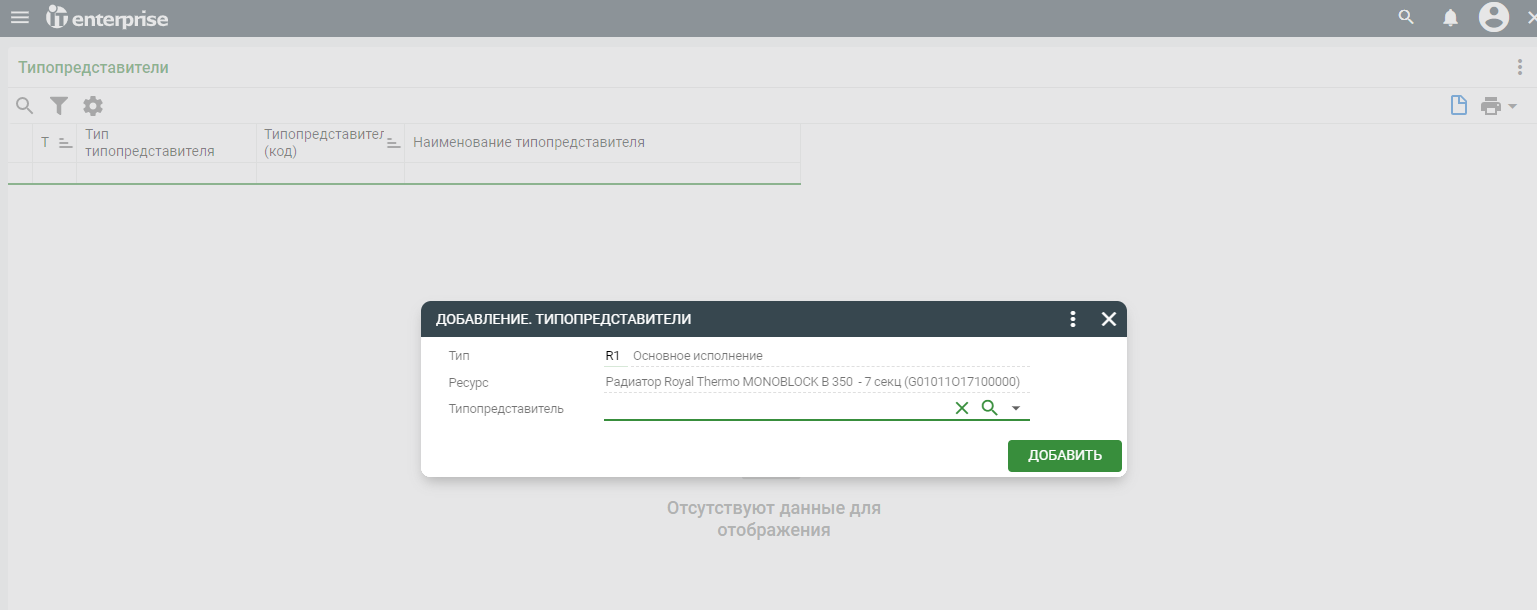 it enterprise
Типопредставители
Т
Тип
типопредставителя
Типопредставител
(код)
Наименование типопредставителя
ДОБАВЛЕНИЕ. ТИПОПРЕДСТАВИТЕЛИ
Тип R1 Основное исполнение
Ресурс Радиатор Royal Thermo MONOBLOCK B 350 - 7 секц (G01011O17100000)
Типопредставитель
ДОБАВИТЬ
Отсутствуют данные для
отображения